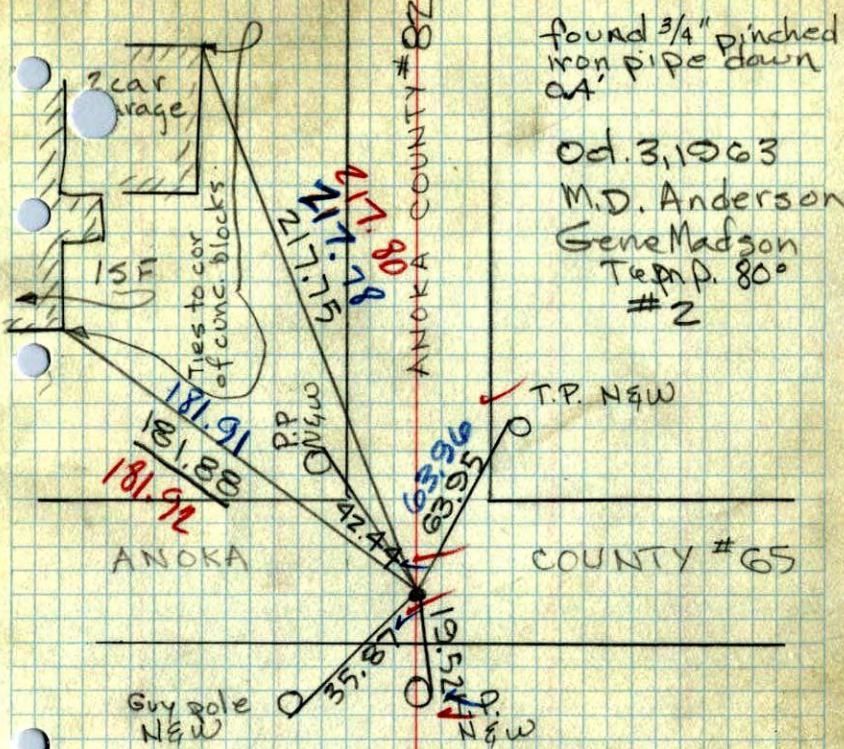 found 3/4" pinched
iron pipe down
0.4'
Oct. 3, 1963
M.D. Anderson
Gene Madson
Temp. 80°
#2
2 car
garage
1SF
Ties to cor
of conc. blocks.
ANOKA COUNTY #82
217.80
217.78
217.75
181.91
181.88
181.92
P.P
N&W
T.P. N&W
63.96
63.95
42.44
ANOKA
COUNTY #65
35.87
16.52
Guy pole
N&W
N&W